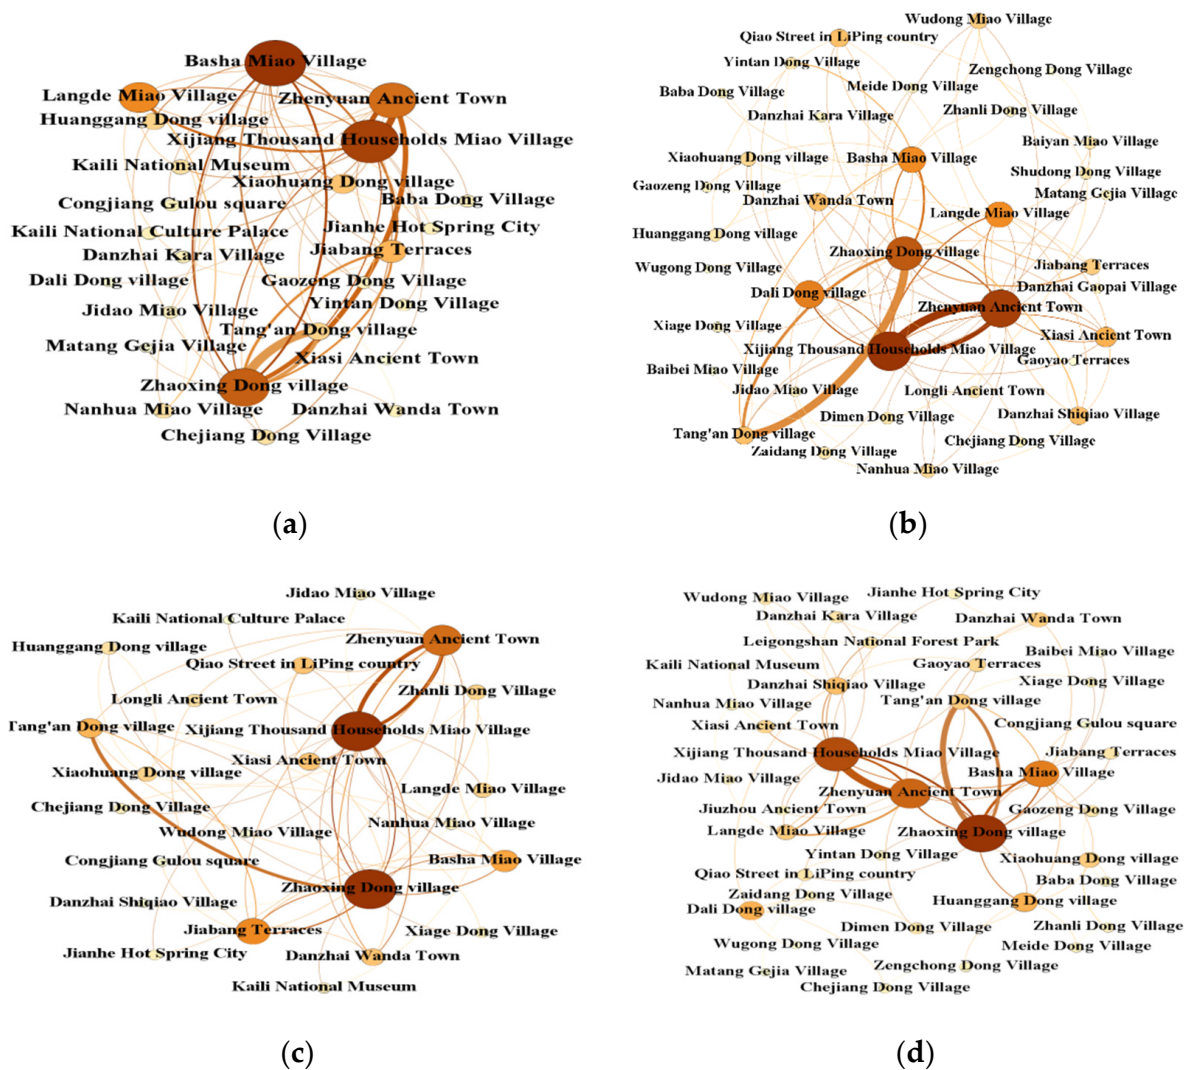 Basha Miao Village
Langde Miao Village
Zhenyuan Ancient Town
Huanggang Dong village
Xijiang Thousand Households Miao Village
Kaili National Museum
Xiaohuang Dong village
Baba Dong Village
Congjiang Gulou square
Jianhe Hot Spring City
Kaili National Culture Palace
Jiabang Terraces
Danzhai Kara Village
Dali Dong village
Gaozeng Dong Village
Yintan Dong Village
Jidao Miao Village
Tang'an Dong village
Matang Gejia Village
Xiasi Ancient Town
Zhaoxing Dong village
Nanhua Miao Village
Danzhai Wanda Town
Chejiang Dong Village
(a)
Wudong Miao Village
Qiao Street in LiPing country
Yintan Dong Village
Zengchong Dong Village
Meide Dong Village
Baba Dong Village
Danzhai Kara Village
Zhanli Dong Village
Baiyan Miao Village
Xiaohuang Dong village
Basha Miao Village
Shudong Dong Village
Gaozeng Dong Village
Matang Gejia Village
Danzhai Wanda Town
Langde Miao Village
Huanggang Dong village
Zhaoxing Dong village
Wugong Dong Village
Jiabang Terraces
Dali Dong village
Danzhai Gaopai Village
Zhenyuan Ancient Town
Xiage Dong Village
Xiasi Ancient Town
Xijiang Thousand Households Miao Village
Gaoyao Terraces
Baibei Miao Village
Jidao Miao Village
Longli Ancient Town
Dimen Dong Village
Danzhai Shiqiao Village
Tang'an Dong village
Chejiang Dong Village
Zaidang Dong Village
Nanhua Miao Village
(b)
Jidao Miao Village
Kaili National Culture Palace
Zhenyuan Ancient Town
Huanggang Dong village
Qiao Street in LiPing country
Zhanli Dong Village
Longli Ancient Town
Tang'an Dong village
Xijiang Thousand Households Miao Village
Xiasi Ancient Town
Xiaohuang Dong village
Langde Miao Village
Chejiang Dong Village
Nanhua Miao Village
Wudong Miao Village
Congjiang Gulou square
Basha Miao Village
Zhaoxing Dong village
Danzhai Shiqiao Village
Jiabang Terraces
Xiage Dong Village
Jianhe Hot Spring City
Danzhai Wanda Town
Kaili National Museum
(c)
Jianhe Hot Spring City
Wudong Miao Village
Danzhai Kara Village
Danzhai Wanda Town
Leigongshan National Forest Park
Baibei Miao Village
Kaili National Museum
Gaoyao Terraces
Danzhai Shiqiao Village
Xiage Dong Village
Nanhua Miao Village
Tang'an Dong village
Xiasi Ancient Town
Congjiang Gulou square
Xijiang Thousand Households Miao Village
Jiabang Terraces
Jidao Miao Village
Basha Miao Village
Zhenyuan Ancient Town
Jiuzhou Ancient Town
Gaozeng Dong Village
Langde Miao Village
Zhaoxing Dong village
Yintan Dong Village
Xiaohuang Dong village
Qiao Street in LiPing country
Baba Dong Village
Zaidang Dong Village
Huanggang Dong village
Dali Dong village
Dimen Dong Village
Zhanli Dong Village
Wugong Dong Village
Meide Dong Village
Matang Gejia Village
Zengchong Dong Village
Chejiang Dong Village
(d)